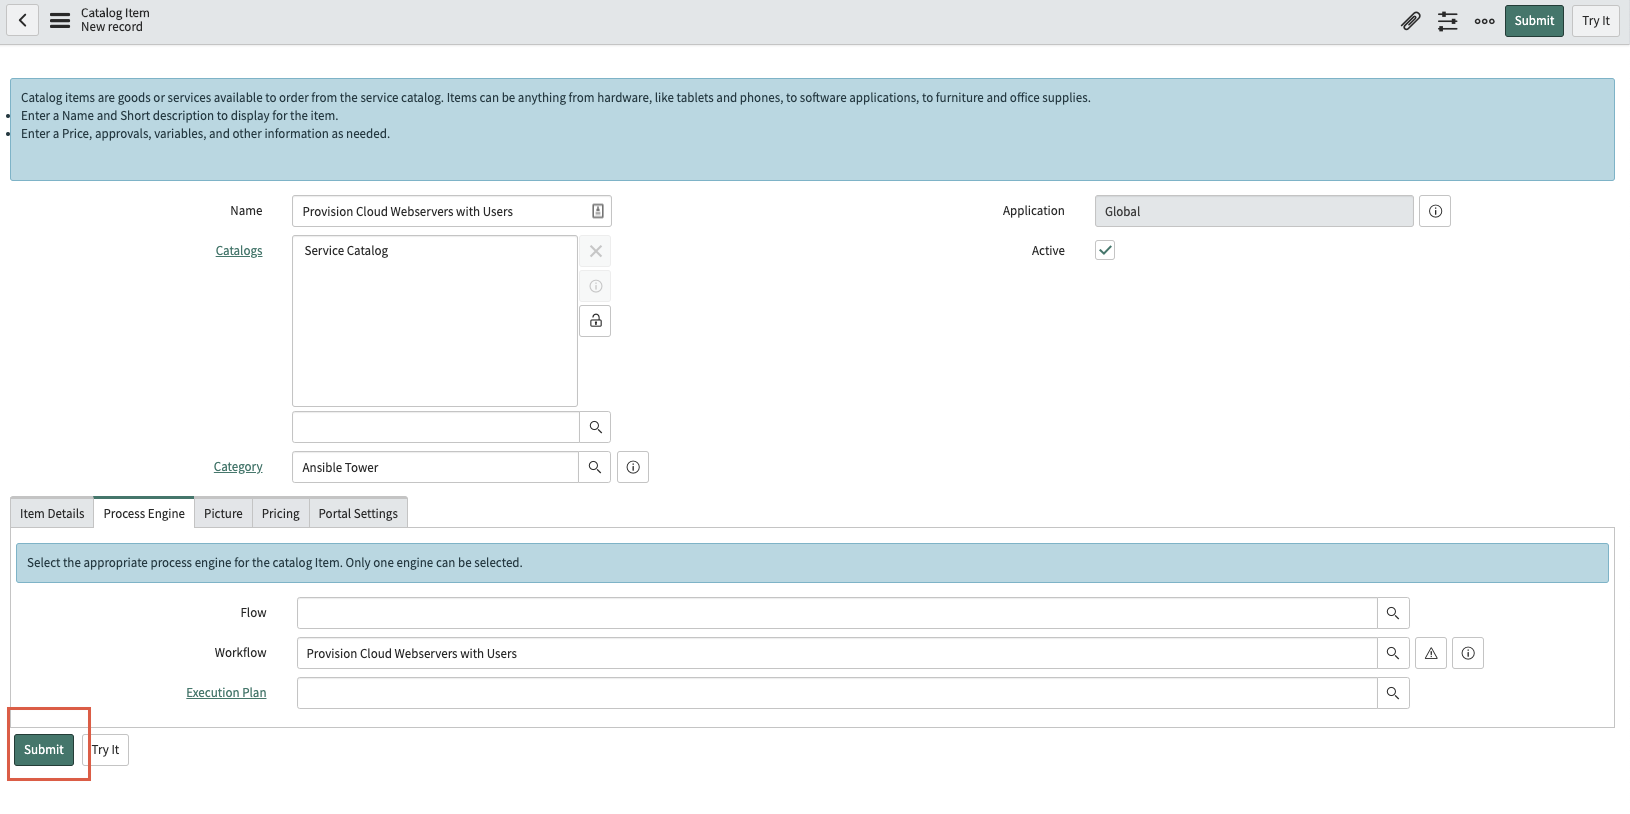 Catalog Item
New record
Submit
Try It
Catalog items are goods or services available to order from the service catalog. Items can be anything from hardware, like tablets and phones, to software applications, to furniture and office supplies.
• Enter a Name and Short description to display for the item.
• Enter a Price, approvals, variables, and other information as needed.
Name
Provision Cloud Webservers with Users
Application
Global
Catalogs
Service Catalog
Active
Category
Ansible Tower
Item Details
Process Engine
Picture
Pricing
Portal Settings
Select the appropriate process engine for the catalog Item. Only one engine can be selected.
Flow
Workflow
Provision Cloud Webservers with Users
Execution Plan
Submit
Try It